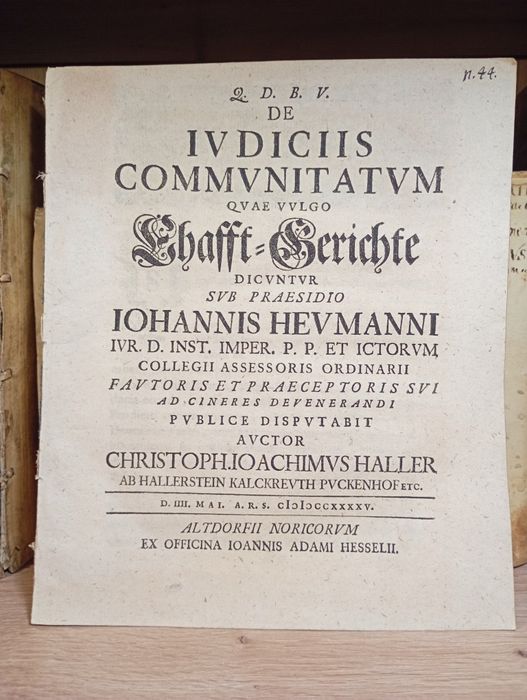 n. 44.
Q. D. B. V.
DE
IVDICIIS
COMMVNITATVM
QVAE VVLGO
Ehafft-Gerichte
DICVNTVR
SVB PRAESIDIO
IOHANNIS HEVMANNI
IVR. D. INST. IMPER. P. P. ET ICTORVM
COLLEGII ASSESSORIS ORDINARII
FAVTORIS ET PRAECEPTORIS SVI
AD CINERES DEVENERANDI
PVBLICE DISPVTABIT
AVCTOR
CHRISTOPH. IOACHIMVS HALLER
AB HALLERSTEIN KALCKREVTH PVCKENHOF ETC.
D. IIII. MAI. A. R. S. cIↃIↃccXXXXV.
ALTDORFII NORICORVM
EX OFFICINA IOANNIS ADAMI HESSELII.